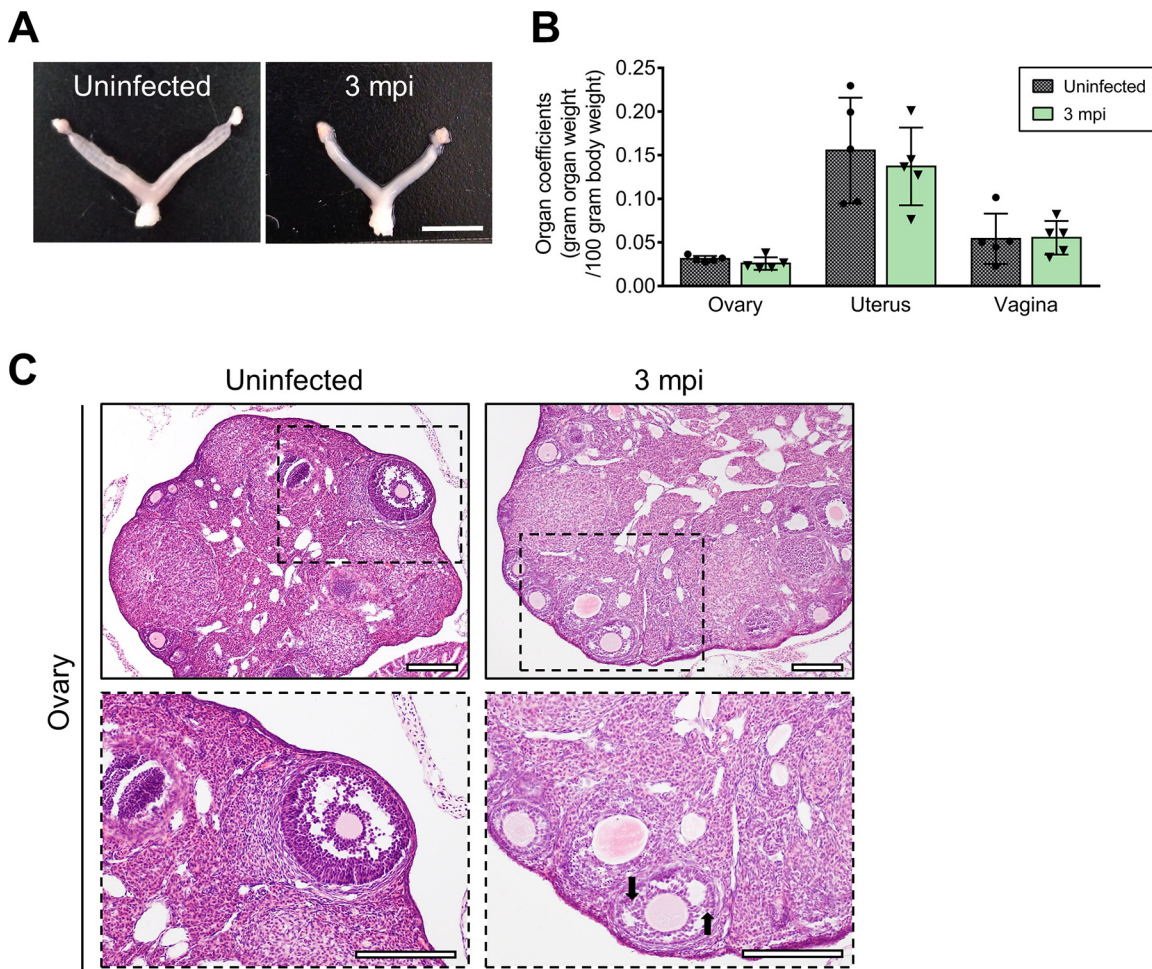 A
Uninfected
3 mpi
B
Organ coefficients
(gram organ weight
/100 gram body weight)
0.25
0.20
0.15
0.10
0.05
0.00
Ovary
Uterus
Vagina
Uninfected
3 mpi
C
Uninfected
3 mpi
Ovary